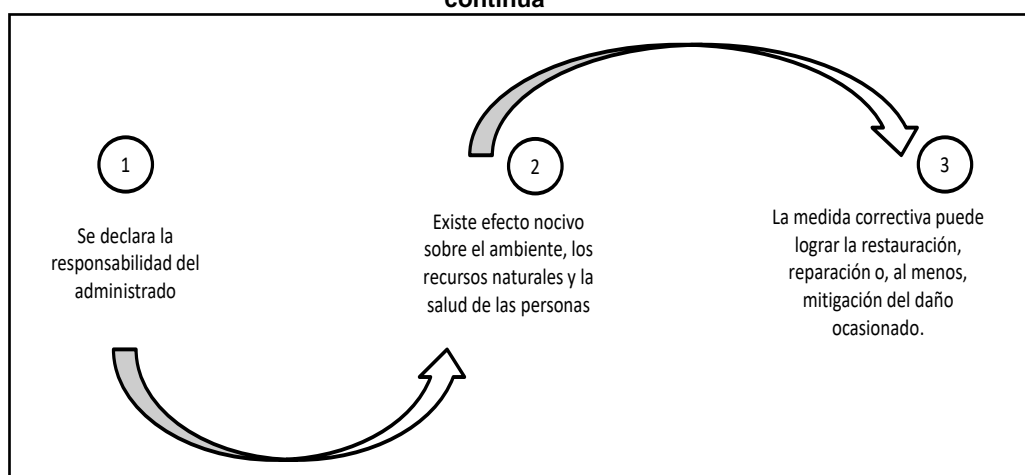 continúa
1
Se declara la
responsabilidad del
administrado
2
Existe efecto nocivo
sobre el ambiente, los
recursos naturales y la
salud de las personas
3
La medida correctiva puede
lograr la restauración,
reparación o, al menos,
mitigación del daño
ocasionado.